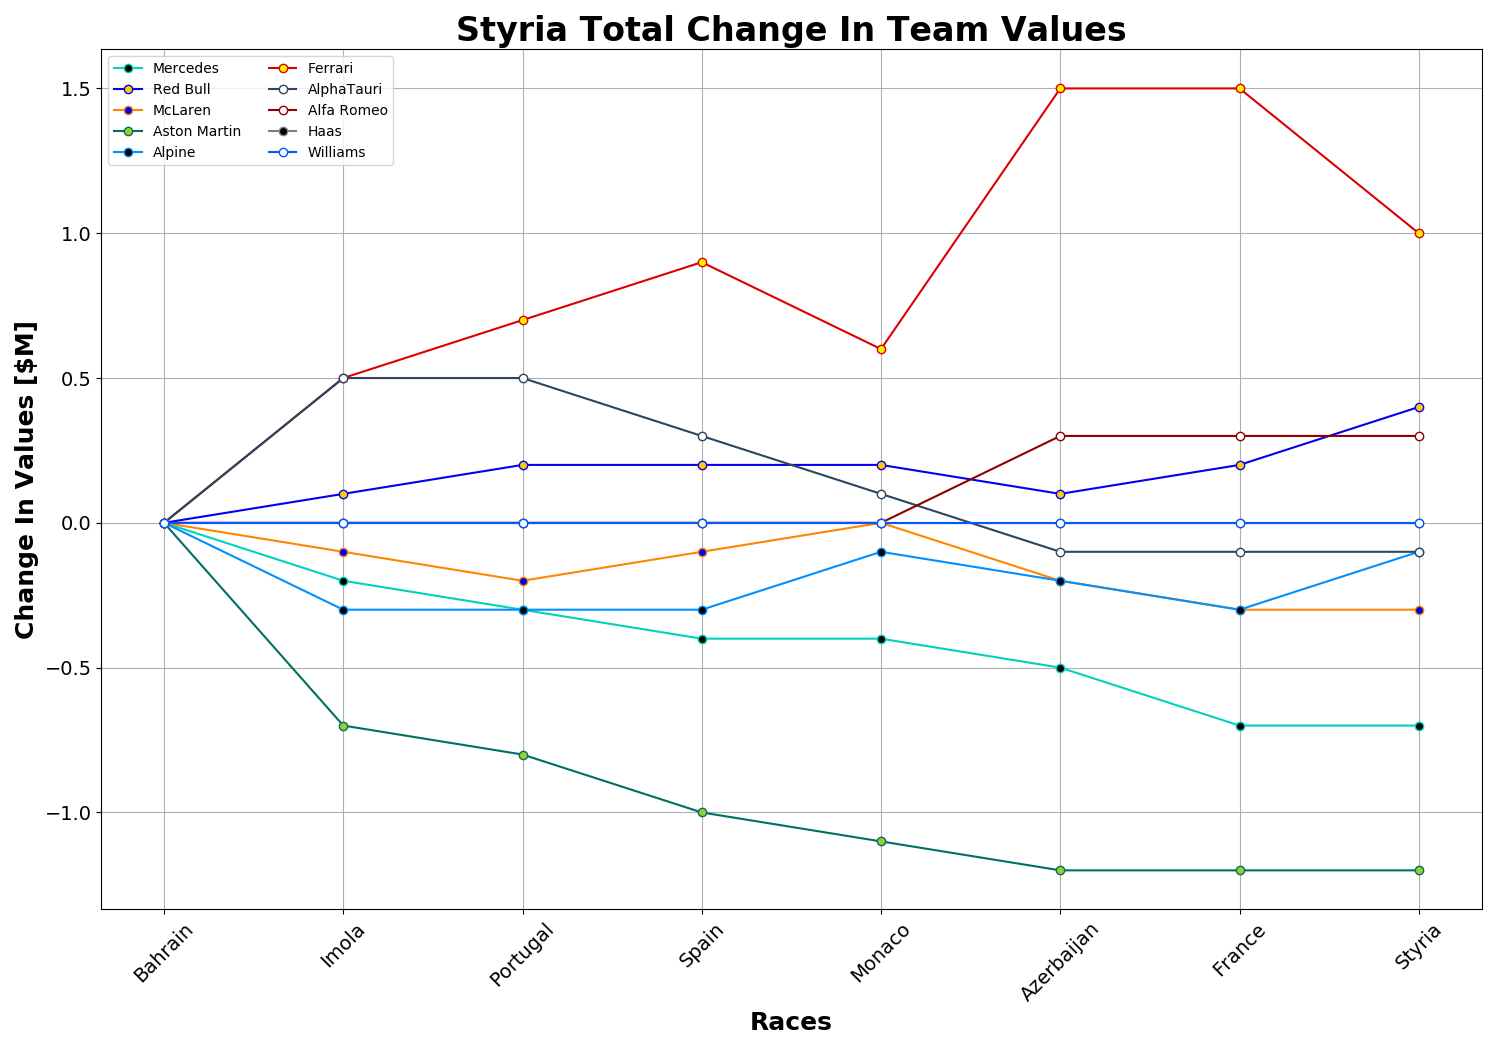 Styria Total Change In Team Values
Mercedes
Red Bull
McLaren
Aston Martin
Alpine
Ferrari
AlphaTauri
Alfa Romeo
Haas
Williams
Change In Values [$M]
1.5
1.0
0.5
0.0
−0.5
−1.0
Bahrain
Imola
Portugal
Spain
Monaco
Azerbaijan
France
Styria
Races